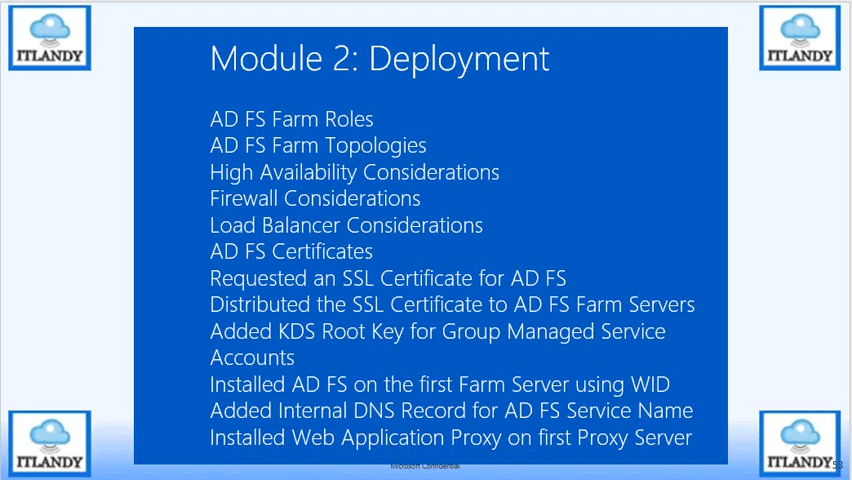 ITLANDY
ITLANDY
Module 2: Deployment
AD FS Farm Roles
AD FS Farm Topologies
High Availability Considerations
Firewall Considerations
Load Balancer Considerations
AD FS Certificates
Requested an SSL Certificate for AD FS
Distributed the SSL Certificate to AD FS Farm Servers
Added KDS Root Key for Group Managed Service
Accounts
Installed AD FS on the first Farm Server using WID
Added Internal DNS Record for AD FS Service Name
Installed Web Application Proxy on first Proxy Server
ITLANDY
ITLANDY
Microsoft Confidential
53